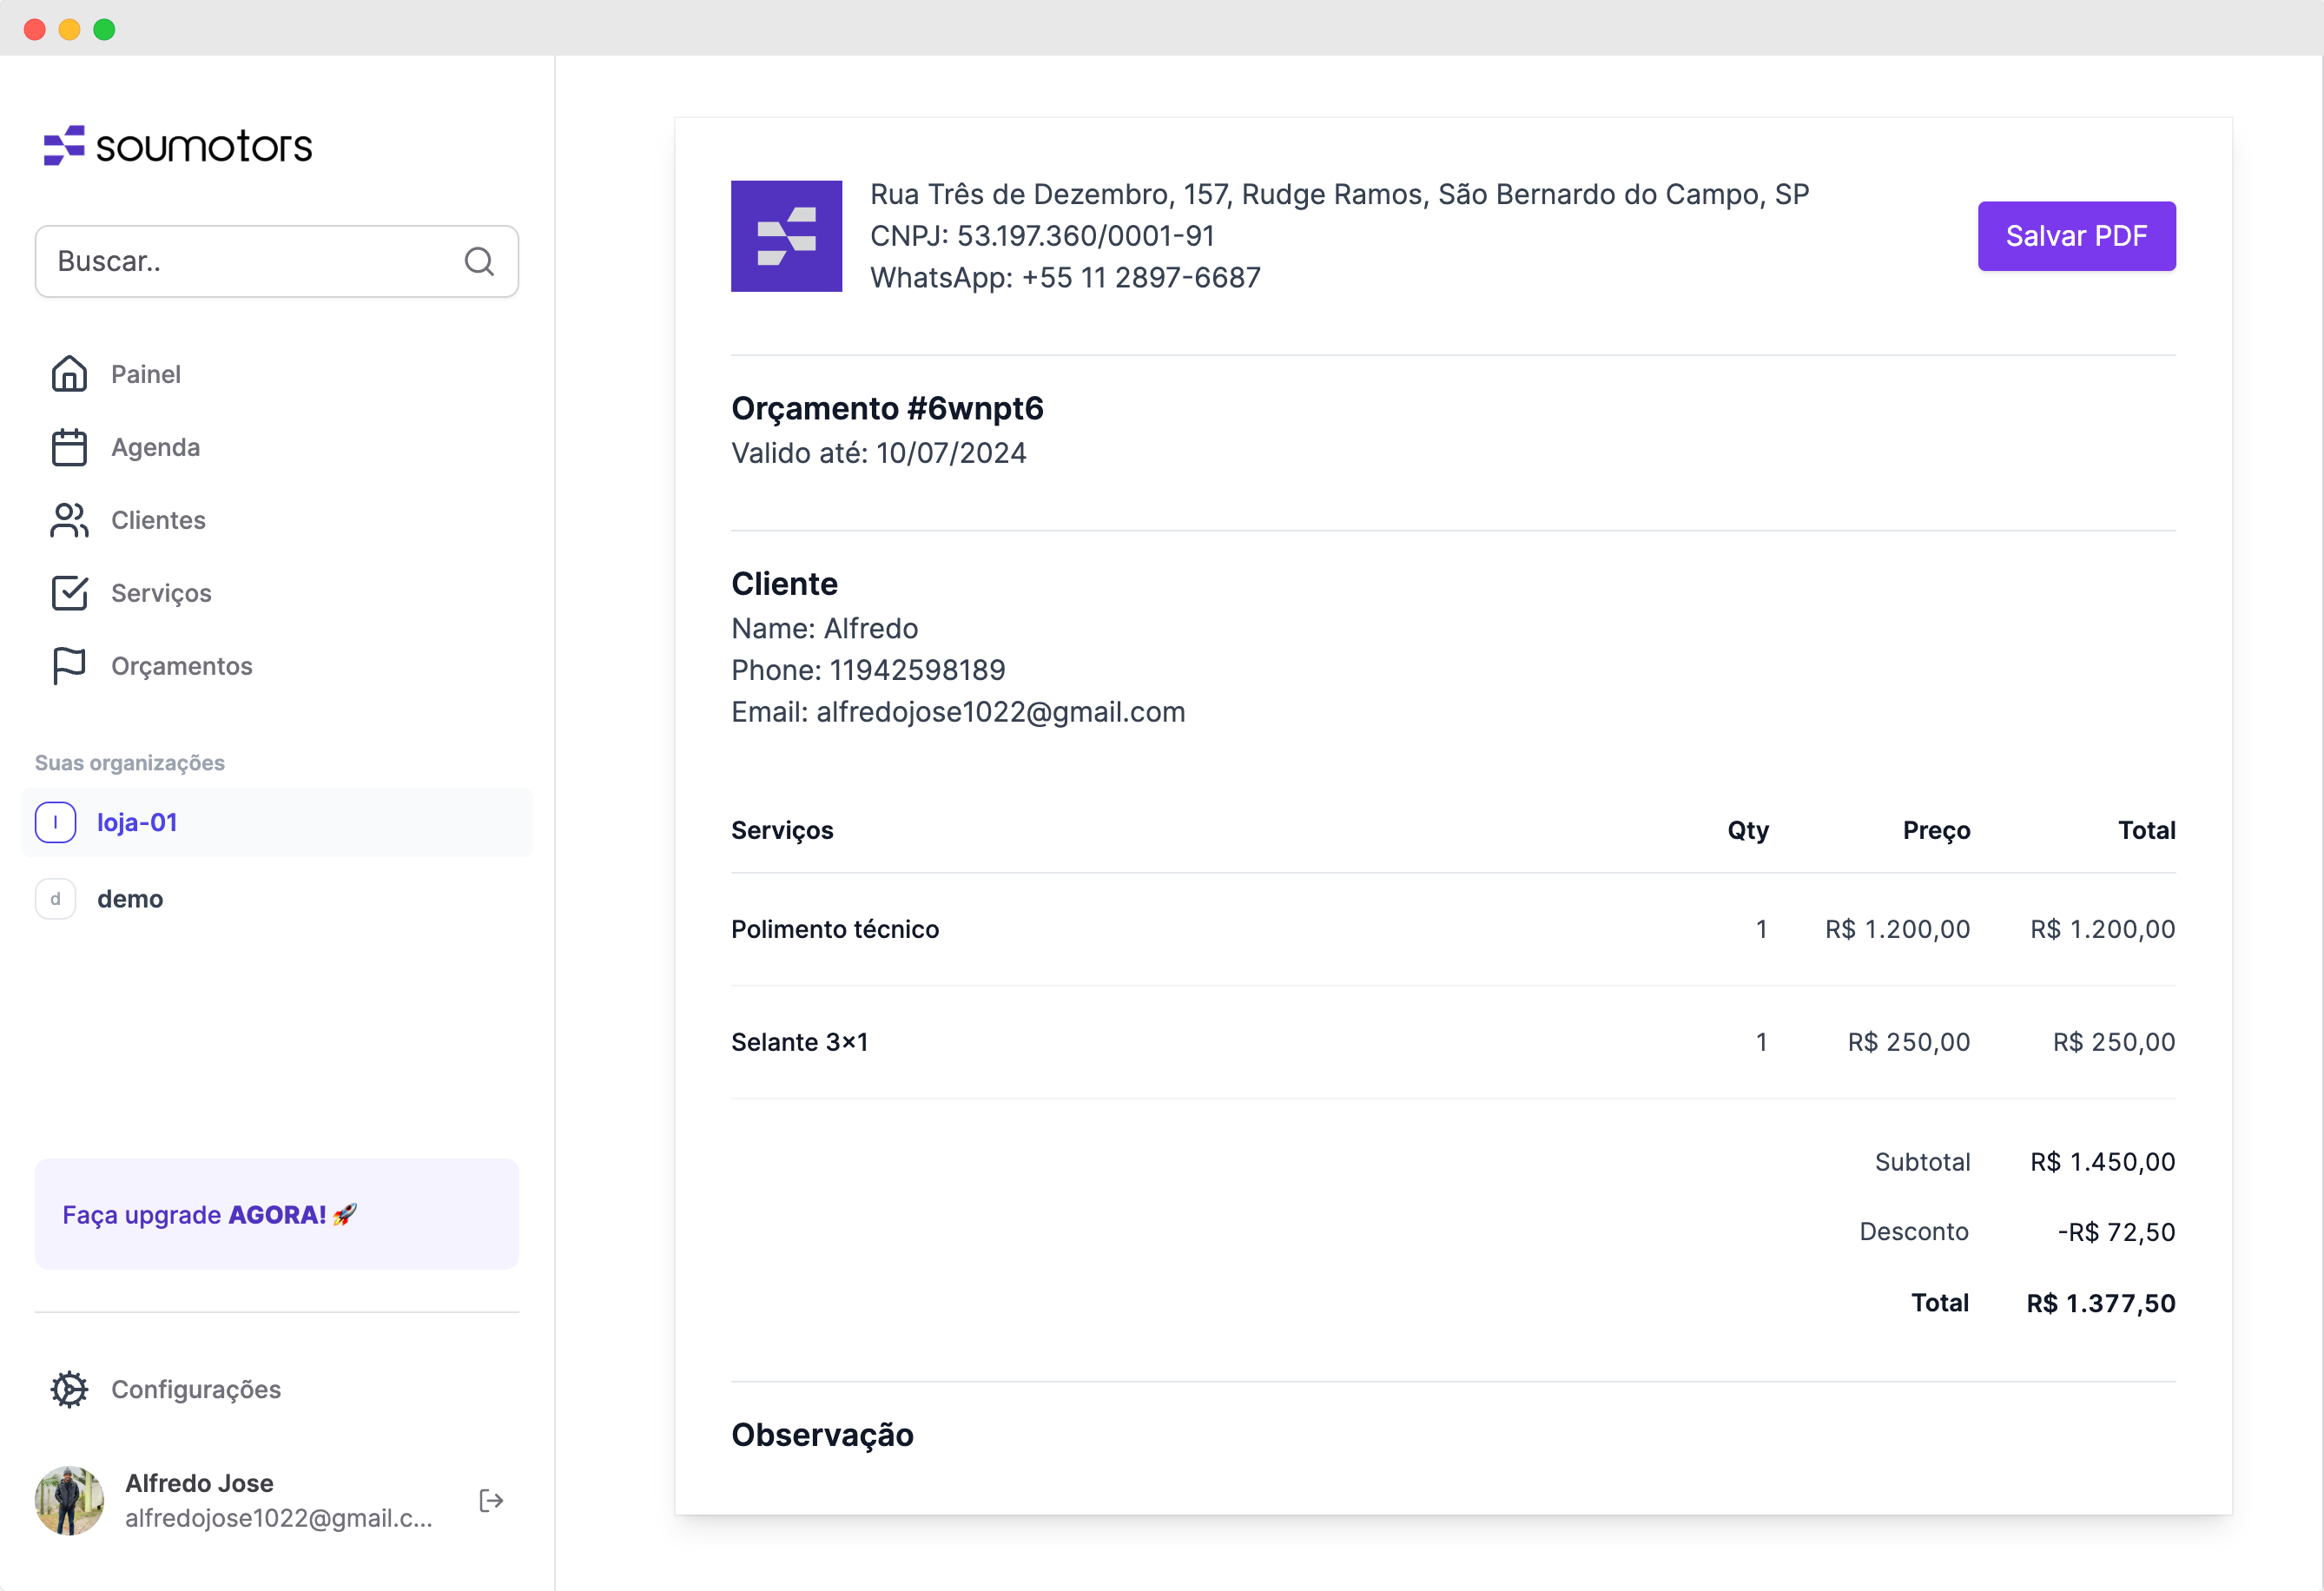 soumotors
Buscar..
Painel
Agenda
Clientes
Serviços
Orçamentos
Suas organizações
l loja-01
d demo
Faça upgrade AGORA! 🚀
Configurações
Alfredo Jose
alfredojose1022@gmail.c...
Rua Três de Dezembro, 157, Rudge Ramos, São Bernardo do Campo, SP
CNPJ: 53.197.360/0001-91
WhatsApp: +55 11 2897-6687
Salvar PDF
Orçamento #6wnpt6
Valido até: 10/07/2024
Cliente
Name: Alfredo
Phone: 11942598189
Email: alfredojose1022@gmail.com
Serviços Qty Preço Total
Polimento técnico 1 R$ 1.200,00 R$ 1.200,00
Selante 3x1 1 R$ 250,00 R$ 250,00
Subtotal R$ 1.450,00
Desconto -R$ 72,50
Total R$ 1.377,50
Observação